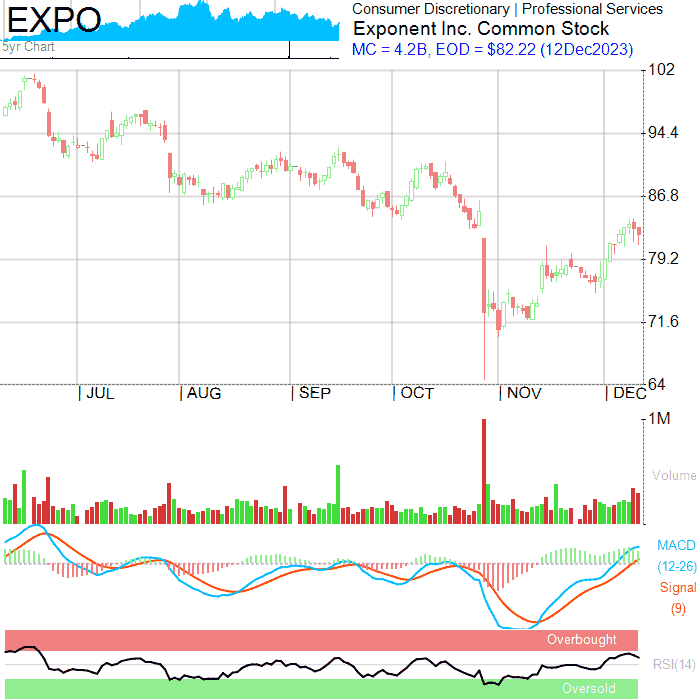 EXPO
5yr Chart
Consumer Discretionary | Professional Services
Exponent Inc. Common Stock
MC = 4.2B, EOD = $82.22 (12Dec2023)
102
94.4
86.8
79.2
71.6
64
JUL AUG SEP OCT NOV DEC
1M
Volume
MACD
(12-26)
Signal
(9)
Overbought
RSI(14)
Oversold